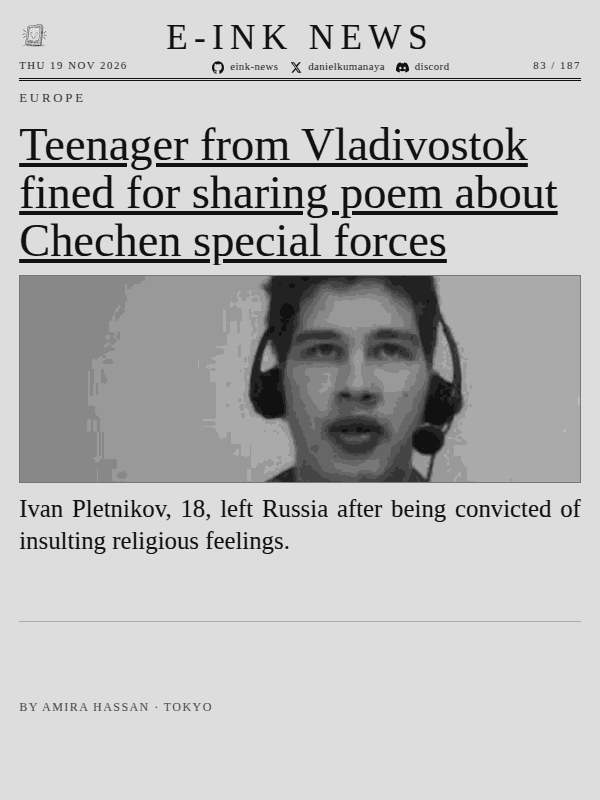 E-INK NEWS
THU 19 NOV 2026
eink-news danielkumanaya discord
83 / 187
EUROPE
Teenager from Vladivostok
fined for sharing poem about
Chechen special forces
Ivan Pletnikov, 18, left Russia after being convicted of
insulting religious feelings.
BY AMIRA HASSAN · TOKYO